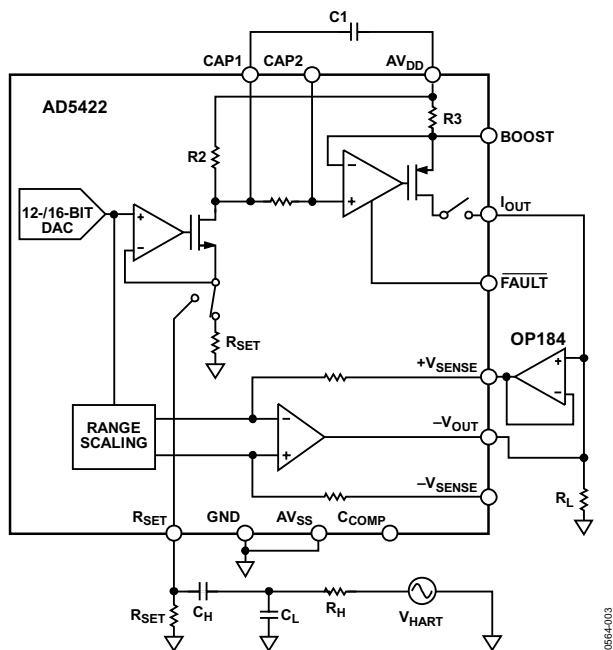 C1
CAP1 CAP2 AVDD
AD5422
R3
BOOST
R2
12-/16-BIT
DAC
+
−
−
+
IOUT
FAULT
OP184
RSET
+VSENSE
+
−
RANGE
SCALING
−
+
−VOUT
−VSENSE
RL
RSET GND AVSS CCOMP
RSET
CH
CL
RH
VHART
0564-003